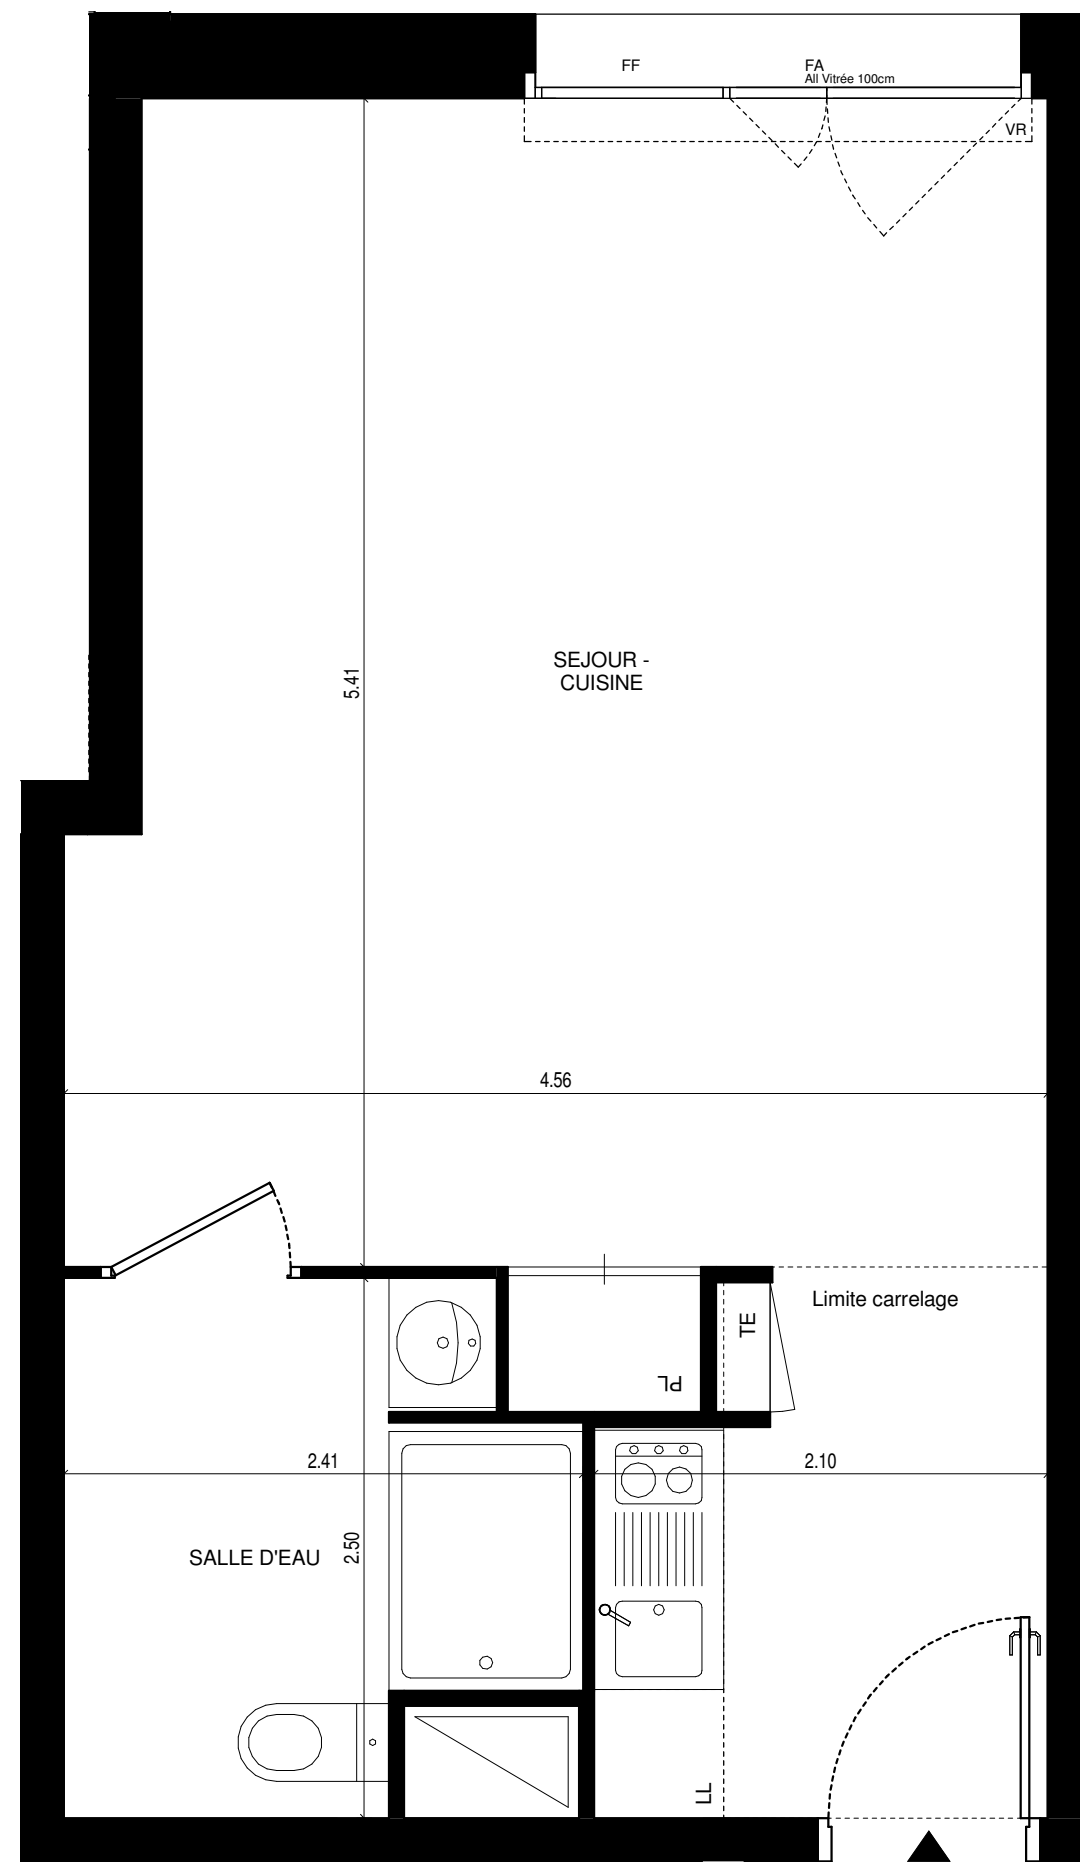 FF
FA
All Vitrée 100cm
VR
SEJOUR -
CUISINE
5.41
4.56
Limite carrelage
TE
PL
2.41
2.10
SALLE D'EAU
2.50
LL